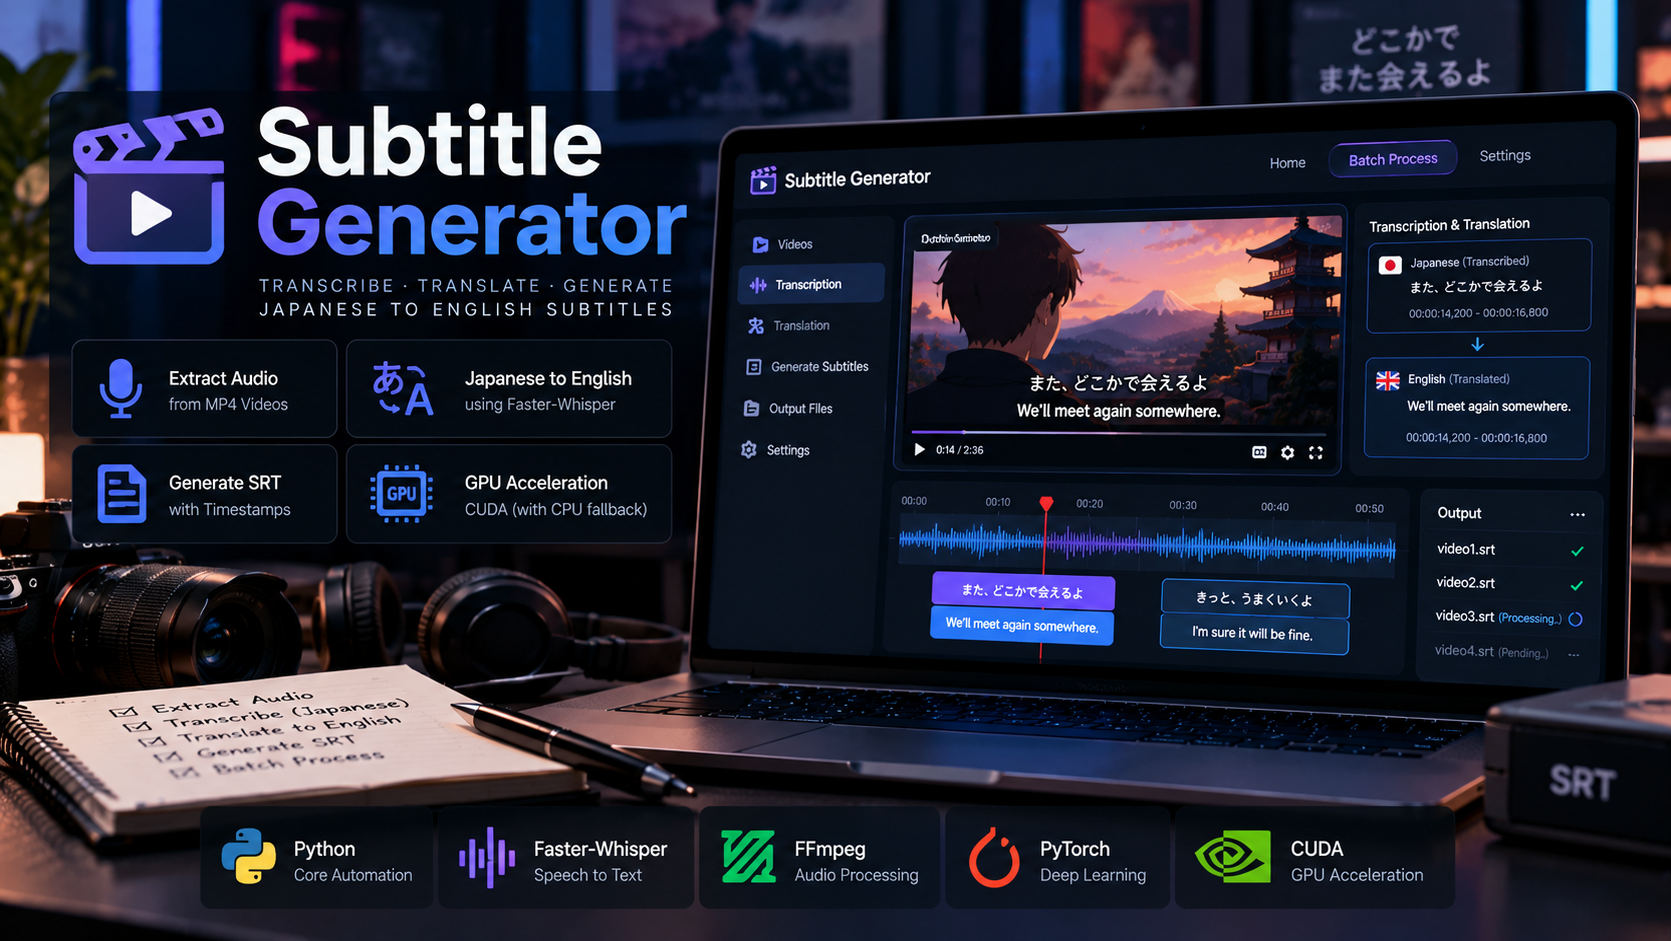 Subtitle
Generator
TRANSCRIBE · TRANSLATE · GENERATE
JAPANESE TO ENGLISH SUBTITLES
Extract Audio
from MP4 Videos
Japanese to English
using Faster-Whisper
Generate SRT
with Timestamps
GPU
GPU Acceleration
CUDA (with CPU fallback)
どこかで
また会えるよ
Subtitle Generator
Home
Batch Process
Settings
Videos
Transcription
Translation
Generate Subtitles
Output Files
Settings
また、どこかで会えるよ
We'll meet again somewhere.
0:14 / 2:36
Transcription & Translation
Japanese (Transcribed)
また、どこかで会えるよ
00:00:14,200 - 00:00:16,800
English (Translated)
We'll meet again somewhere.
00:00:14,200 - 00:00:16,800
00:00
00:10
00:20
00:30
00:40
00:50
また、どこかで会えるよ
We'll meet again somewhere.
きっと、うまくいくよ
I'm sure it will be fine.
Output
video1.srt
video2.srt
video3.srt (Processing..)
video4.srt (Pending..)
Extract Audio
Transcribe (Japanese)
Translate to English
Generate SRT
Batch Process
SRT
Python
Core Automation
Faster-Whisper
Speech to Text
FFmpeg
Audio Processing
PyTorch
Deep Learning
CUDA
GPU Acceleration